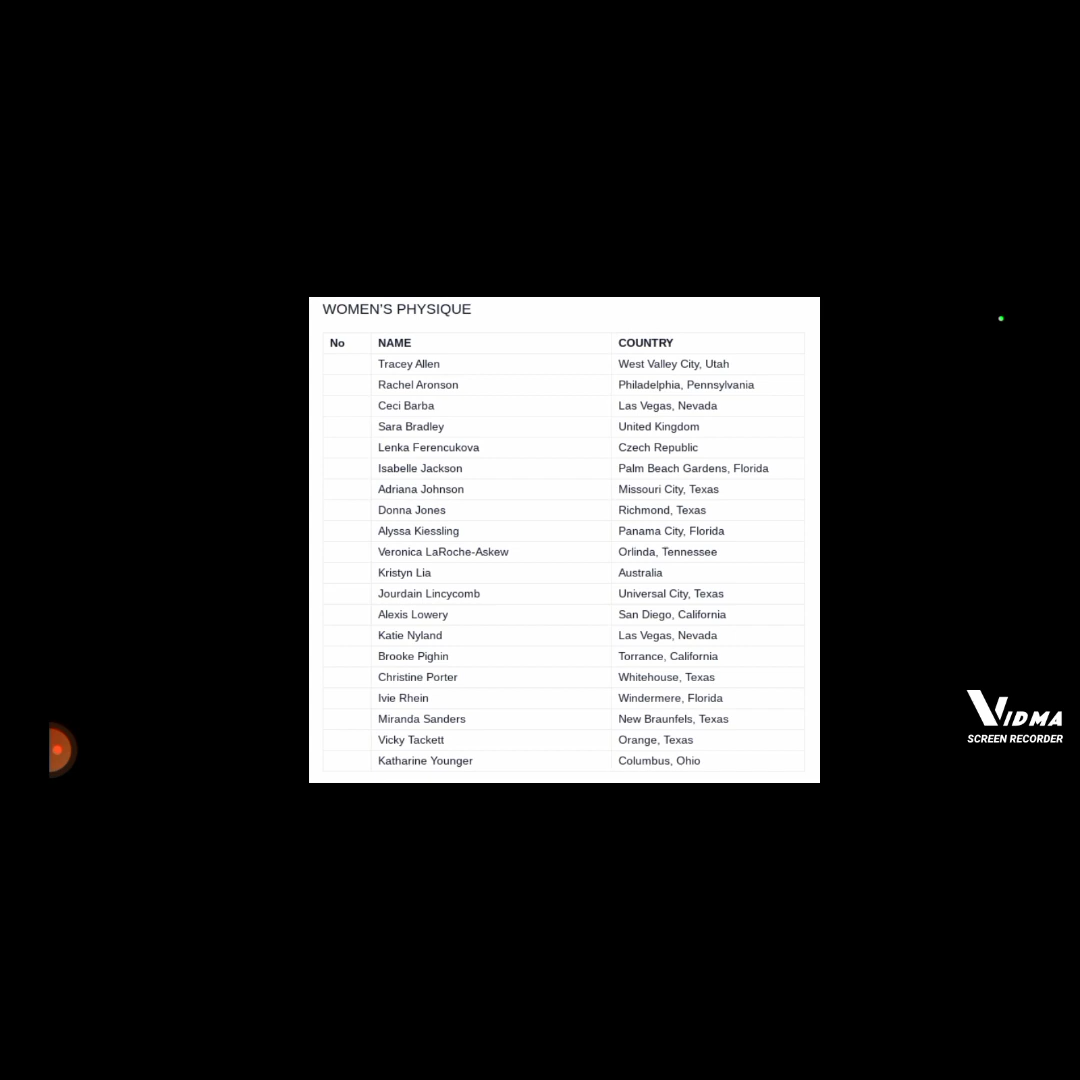 WOMEN'S PHYSIQUE
No NAME COUNTRY
Tracey Allen West Valley City, Utah
Rachel Aronson Philadelphia, Pennsylvania
Ceci Barba Las Vegas, Nevada
Sara Bradley United Kingdom
Lenka Ferencukova Czech Republic
Isabelle Jackson Palm Beach Gardens, Florida
Adriana Johnson Missouri City, Texas
Donna Jones Richmond, Texas
Alyssa Kiessling Panama City, Florida
Veronica LaRoche-Askew Orlinda, Tennessee
Kristyn Lia Australia
Jourdain Lincycomb Universal City, Texas
Alexis Lowery San Diego, California
Katie Nyland Las Vegas, Nevada
Brooke Pighin Torrance, California
Christine Porter Whitehouse, Texas
Ivie Rhein Windermere, Florida
Miranda Sanders New Braunfels, Texas
Vicky Tackett Orange, Texas
Katharine Younger Columbus, Ohio
VIDMA
SCREEN RECORDER